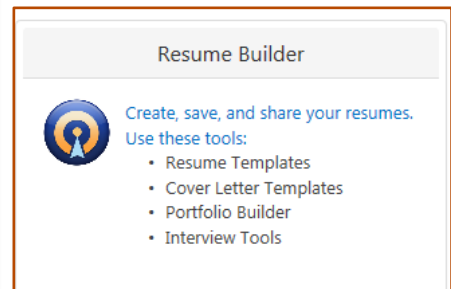 Resume Builder
Create, save, and share your resumes.
Use these tools:
• Resume Templates
• Cover Letter Templates
• Portfolio Builder
• Interview Tools